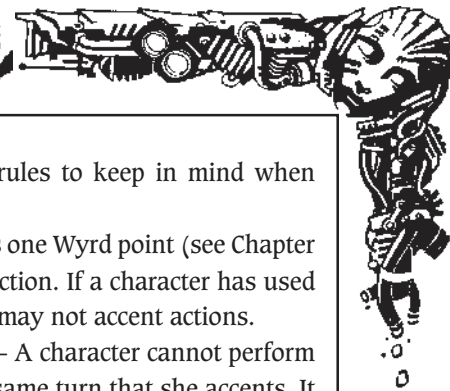 rules to keep in mind when
s one Wyrd point (see Chapter
ction. If a character has used
may not accent actions.
– A character cannot perform
same turn that she accents. It